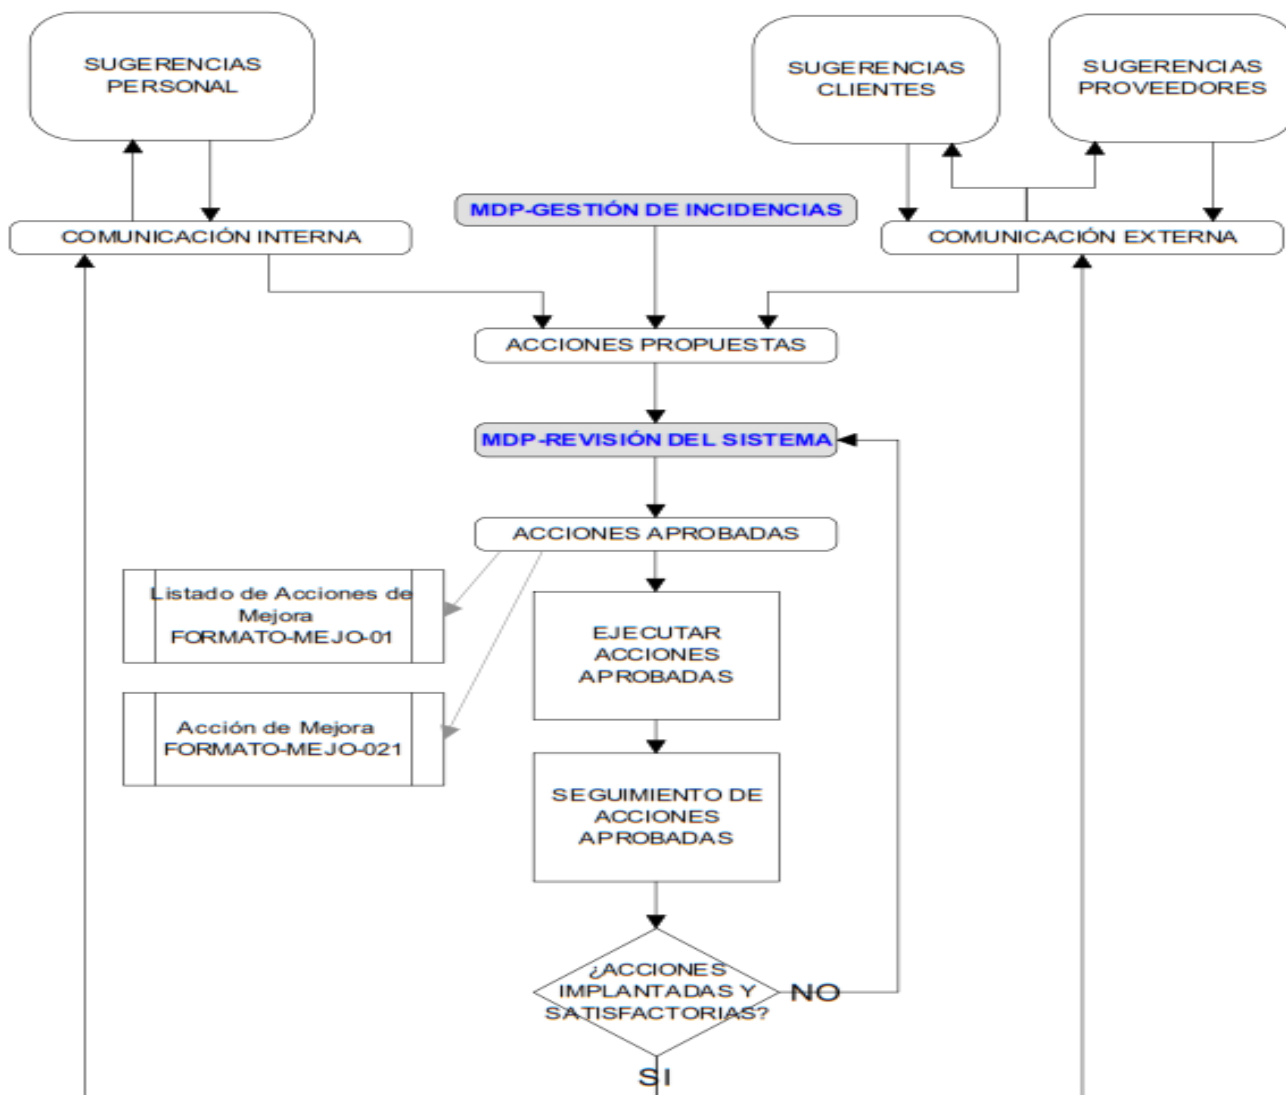 SUGERENCIAS
PERSONAL
SUGERENCIAS
CLIENTES
SUGERENCIAS
PROVEEDORES
MDP-GESTIÓN DE INCIDENCIAS
COMUNICACIÓN INTERNA
COMUNICACIÓN EXTERNA
ACCIONES PROPUESTAS
MDP-REVISIÓN DEL SISTEMA
ACCIONES APROBADAS
Listado de Acciones de
Mejora
FORMATO-MEJO-01
EJECUTAR
ACCIONES
APROBADAS
Acción de Mejora
FORMATO-MEJO-021
SEGUIMIENTO DE
ACCIONES
APROBADAS
¿ACCIONES
IMPLANTADAS Y
SATISFACTORIAS?
NO
SI